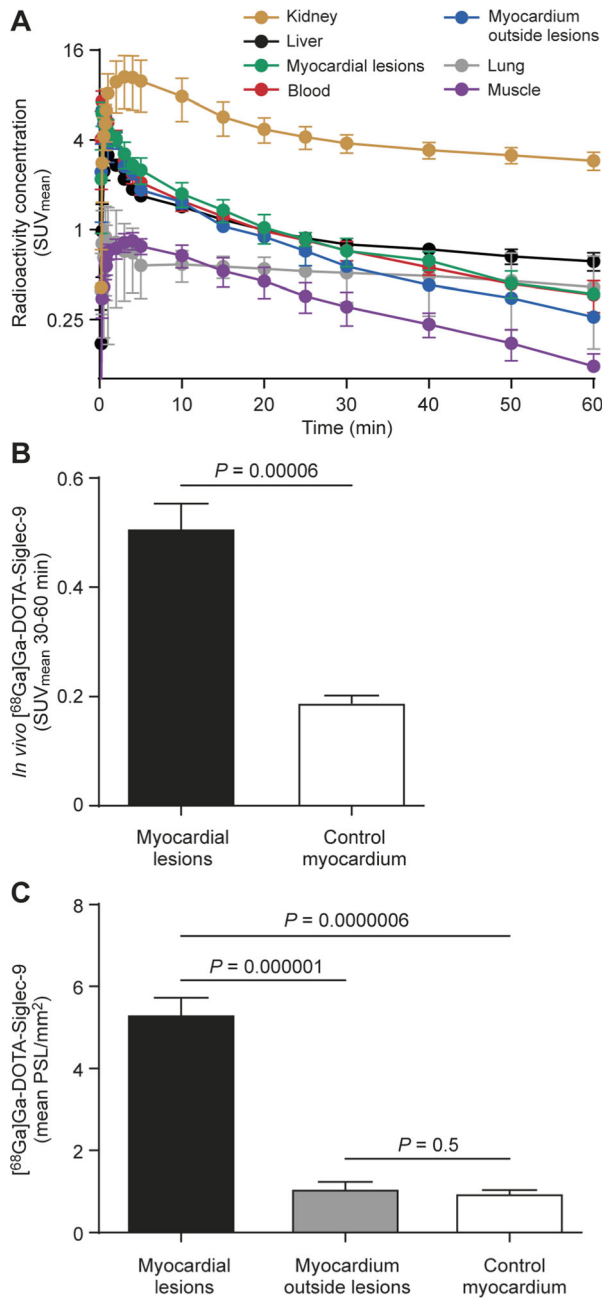 A
Kidney
Liver
Myocardial lesions
Blood
Myocardium
outside lesions
Lung
Muscle
Radioactivity concentration
(SUVmean)
16
4
1
0.25
0
10
20
30
40
50
60
Time (min)
B
P = 0.00006
In vivo [68Ga]Ga-DOTA-Siglec-9
(SUVmean 30-60 min)
0.6
0.4
0.2
0
Myocardial
lesions
Control
myocardium
C
P = 0.0000006
P = 0.000001
P = 0.5
[68Ga]Ga-DOTA-Siglec-9
(mean PSL/mm²)
8
6
4
2
0
Myocardial
lesions
Myocardium
outside lesions
Control
myocardium